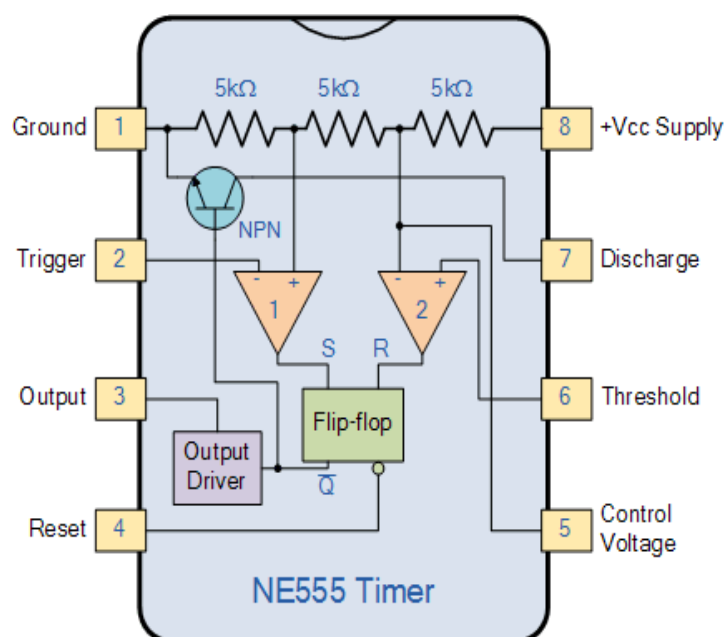 5kΩ 5kΩ 5kΩ
Ground 1
8 +Vcc Supply
NPN
Trigger 2
- +
1
- +
2
7 Discharge
S R
Output 3
Flip-flop
6 Threshold
Output
Driver
Q̅
Reset 4
5 Control
Voltage
NE555 Timer